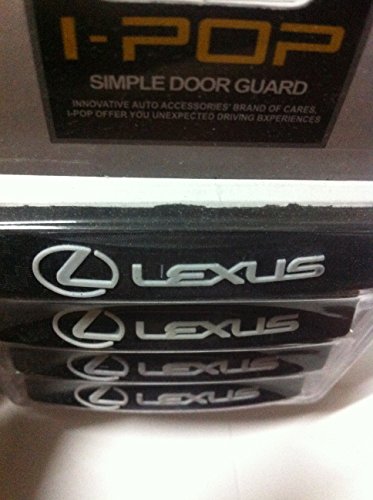 I-POP
SIMPLE DOOR GUARD
INNOVATIVE AUTO ACCESSORIES' BRAND OF CARES,
I-POP OFFER YOU UNEXPECTED DRIVING BXPERIENCES
LEXUS
LEXUS
LEXUS
LEXUS